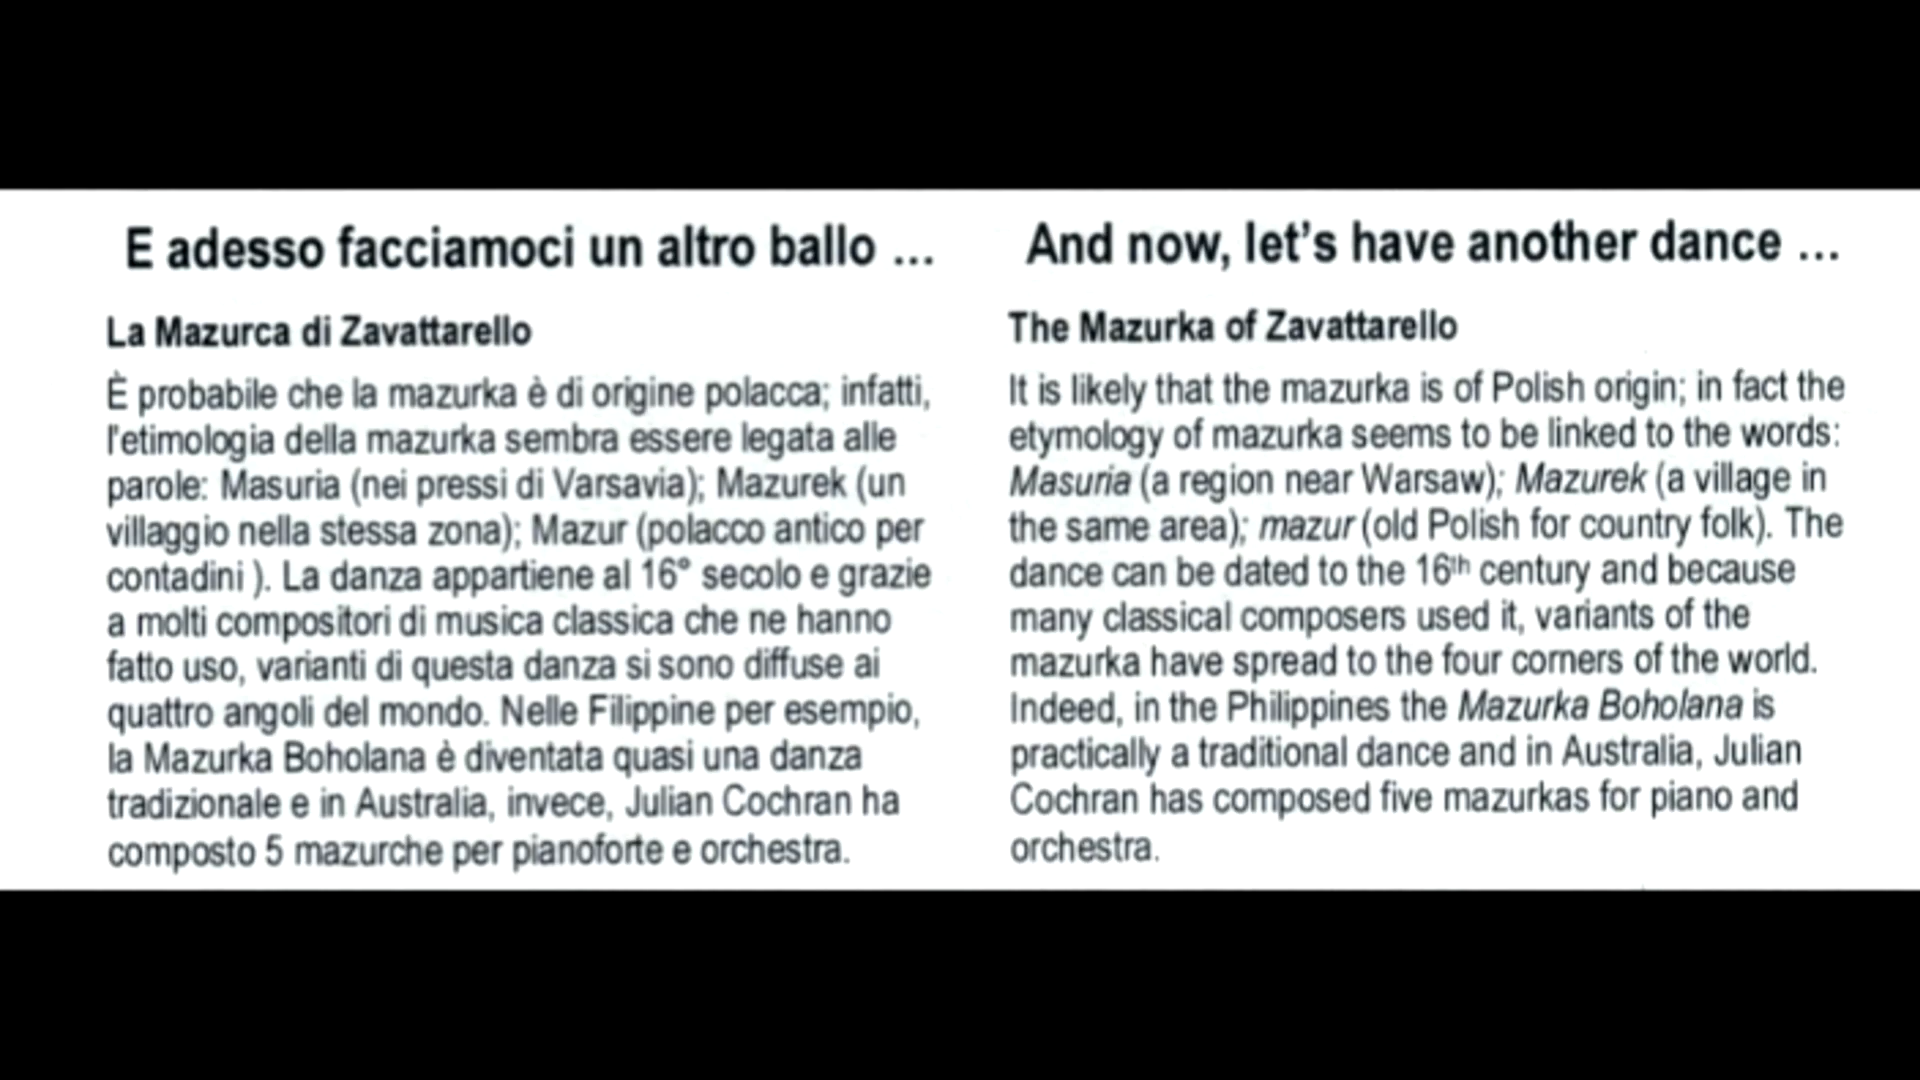 E adesso facciamoci un altro ballo ...
La Mazurca di Zavattarello
È probabile che la mazurka è di origine polacca; infatti,
l'etimologia della mazurka sembra essere legata alle
parole: Masuria (nei pressi di Varsavia); Mazurek (un
villaggio nella stessa zona); Mazur (polacco antico per
contadini ). La danza appartiene al 16° secolo e grazie
a molti compositori di musica classica che ne hanno
fatto uso, varianti di questa danza si sono diffuse ai
quattro angoli del mondo. Nelle Filippine per esempio,
la Mazurka Boholana è diventata quasi una danza
tradizionale e in Australia, invece, Julian Cochran ha
composto 5 mazurche per pianoforte e orchestra.
And now, let's have another dance ...
The Mazurka of Zavattarello
It is likely that the mazurka is of Polish origin; in fact the
etymology of mazurka seems to be linked to the words:
Masuria (a region near Warsaw); Mazurek (a village in
the same area); mazur (old Polish for country folk). The
dance can be dated to the 16th century and because
many classical composers used it, variants of the
mazurka have spread to the four corners of the world.
Indeed, in the Philippines the Mazurka Boholana is
practically a traditional dance and in Australia, Julian
Cochran has composed five mazurkas for piano and
orchestra.